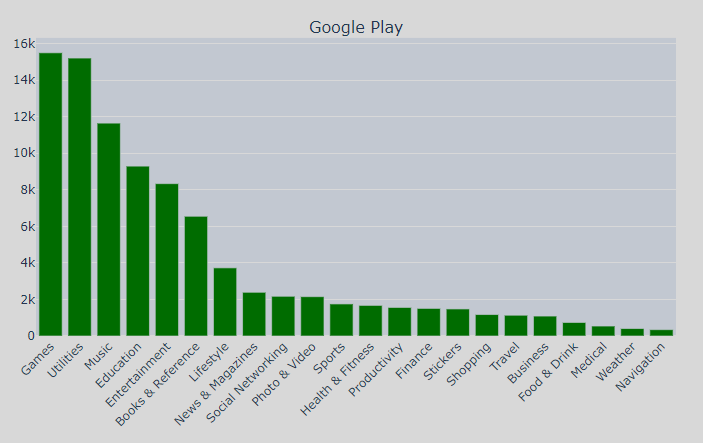 Google Play
16k
14k
12k
10k
8k
6k
4k
2k
0
Games
Utilities
Music
Education
Entertainment
Books & Reference
Lifestyle
News & Magazines
Social Networking
Photo & Video
Sports
Health & Fitness
Productivity
Finance
Stickers
Shopping
Travel
Business
Food & Drink
Medical
Weather
Navigation